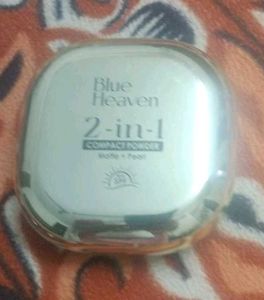 Blue
Heaven
2-in-1
COMPACT POWDER
Matte • Pearl